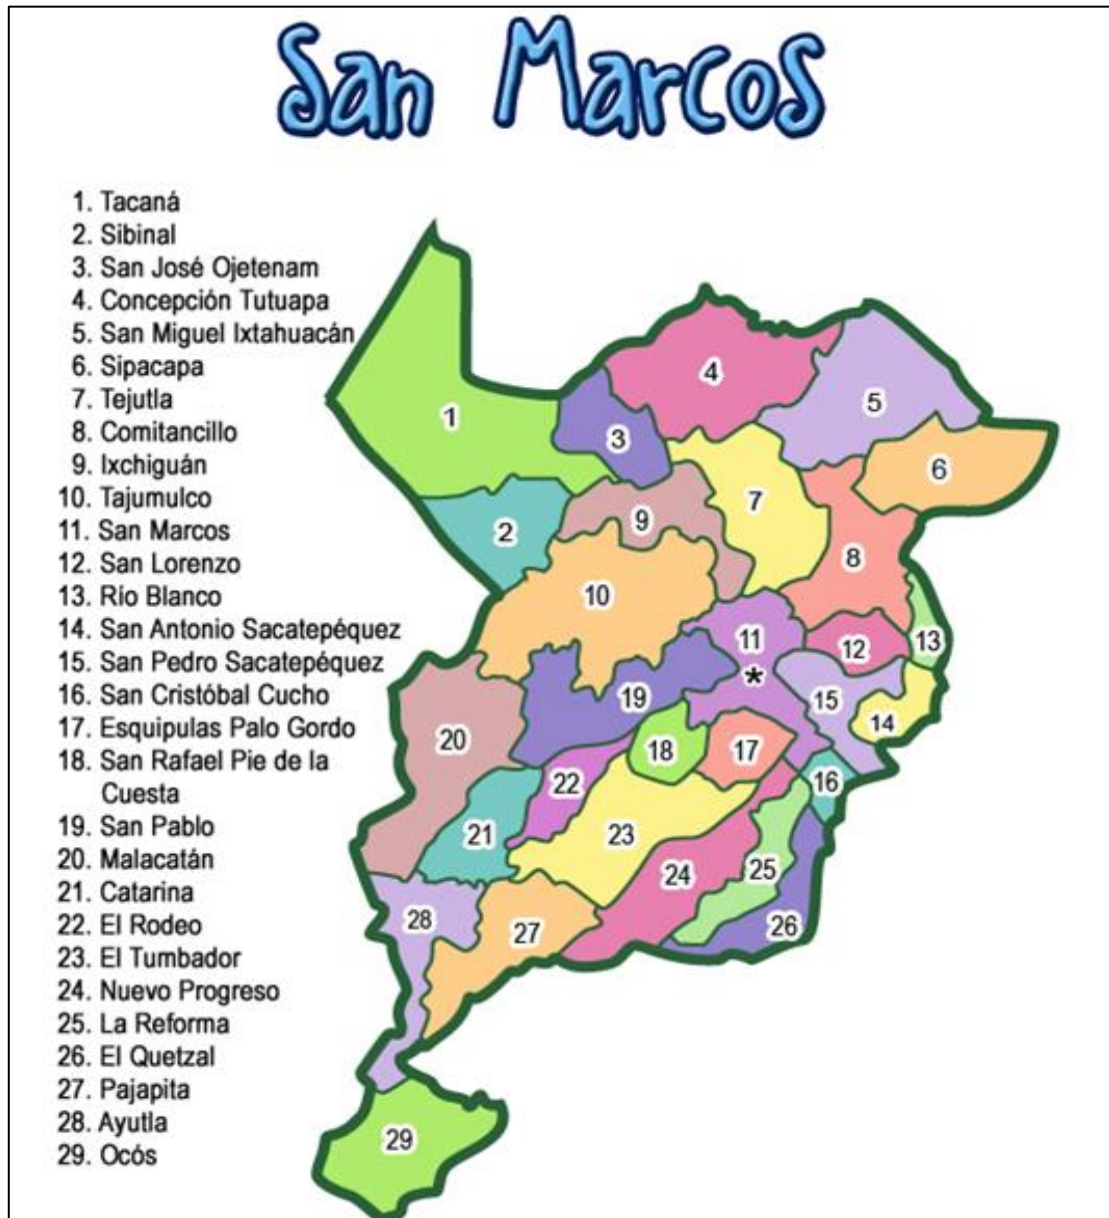 San Marcos
1. Tacaná
2. Sibinal
3. San José Ojetenam
4. Concepción Tutuapa
5. San Miguel Ixtahuacán
6. Sipacapa
7. Tejutla
8. Comitancillo
9. Ixchiguán
10. Tajumulco
11. San Marcos
12. San Lorenzo
13. Río Blanco
14. San Antonio Sacatepéquez
15. San Pedro Sacatepéquez
16. San Cristóbal Cucho
17. Esquipulas Palo Gordo
18. San Rafael Pie de la
Cuesta
19. San Pablo
20. Malacatán
21. Catarina
22. El Rodeo
23. El Tumbador
24. Nuevo Progreso
25. La Reforma
26. El Quetzal
27. Pajapita
28. Ayutla
29. Ocós
4
5
1
3
6
7
9
2
8
10
11
12
13
*
19
15
14
20
18
17
22
16
21
23
25
24
28
27
26
29